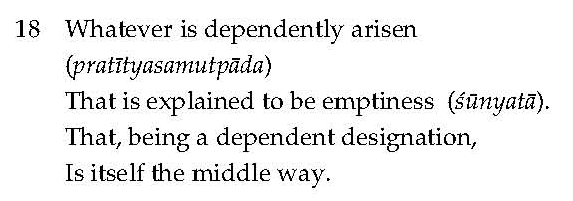 18 Whatever is dependently arisen
(pratītyasamutpāda)
That is explained to be emptiness (śūnyatā).
That, being a dependent designation,
Is itself the middle way.